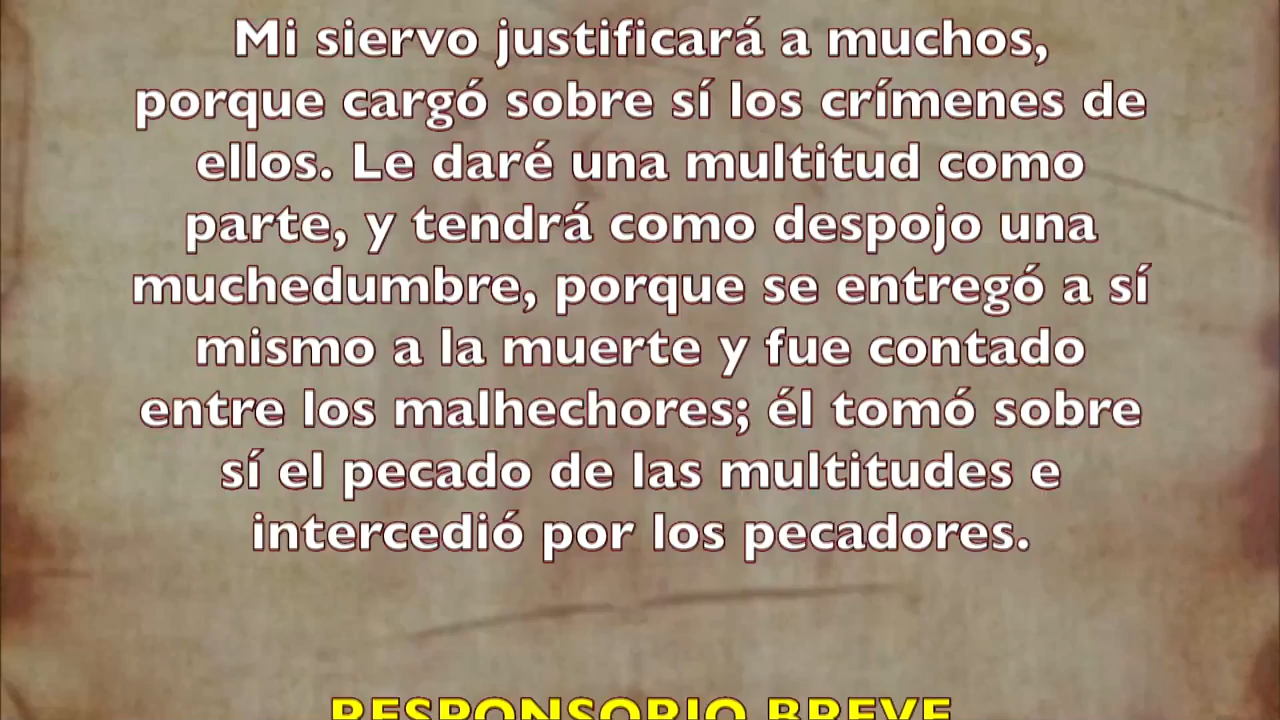 Mi siervo justificará a muchos,
porque cargó sobre sí los crímenes de
ellos. Le daré una multitud como
parte, y tendrá como despojo una
muchedumbre, porque se entregó a sí
mismo a la muerte y fue contado
entre los malhechores; él tomó sobre
sí el pecado de las multitudes e
intercedió por los pecadores.
RESPONSORIO BREVE